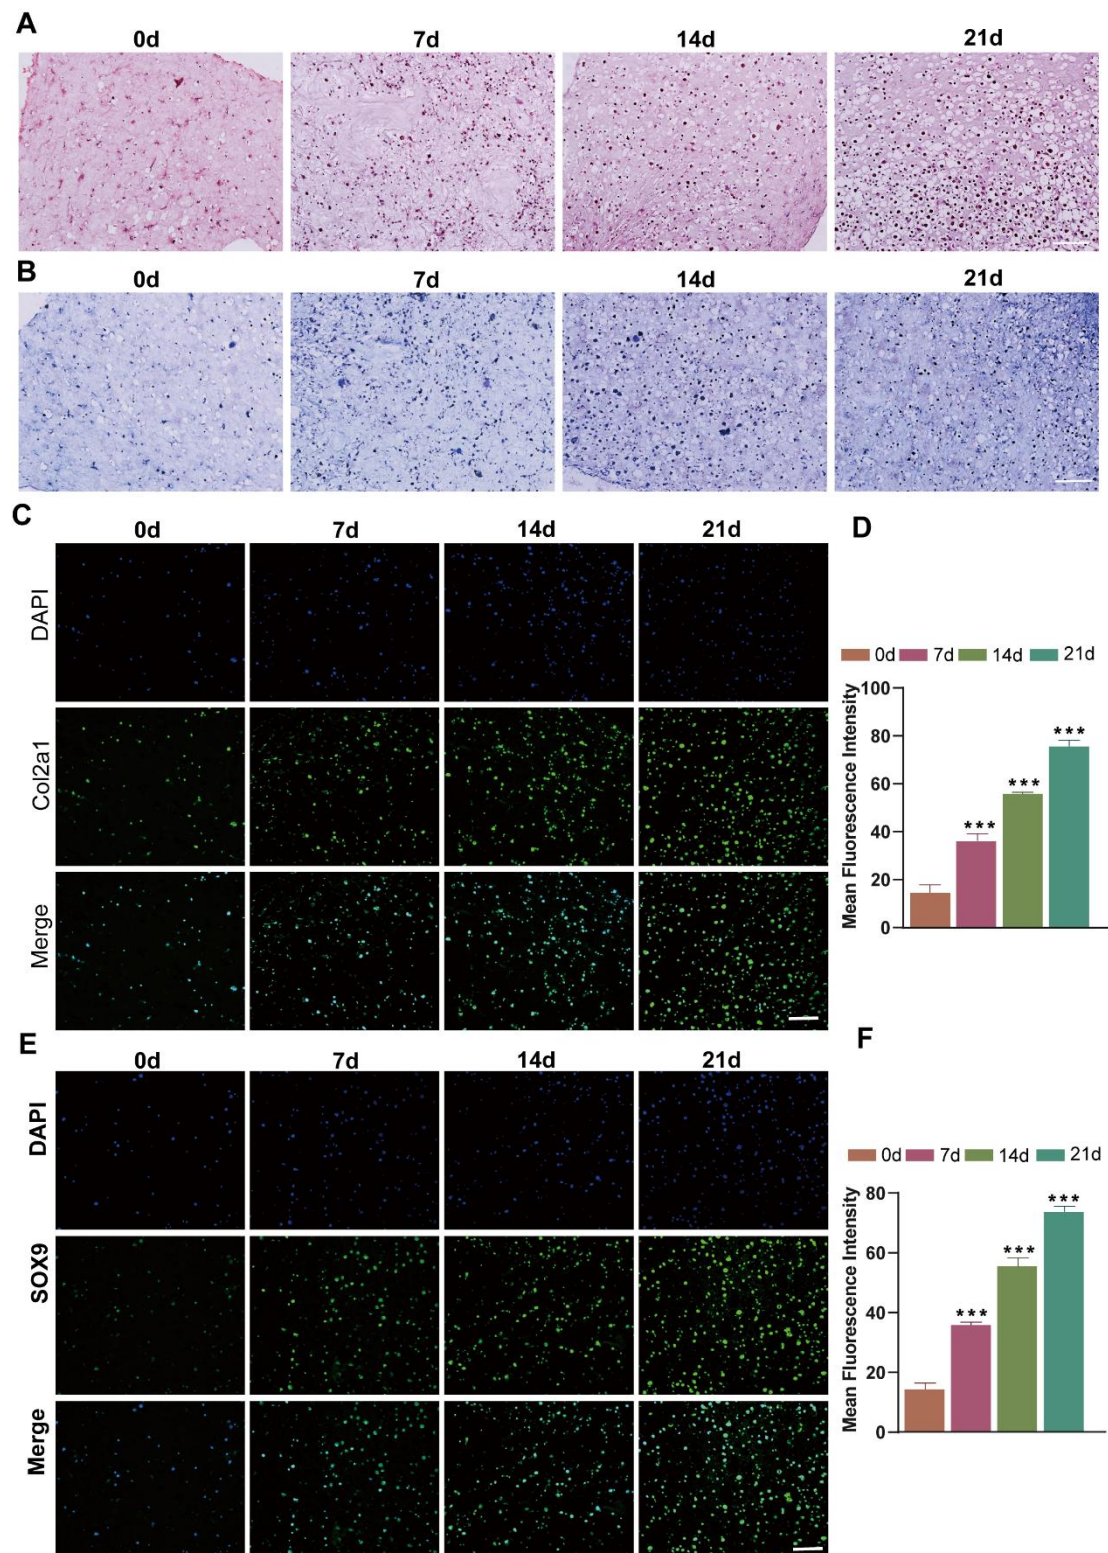 A
0d 7d 14d 21d
B
0d 7d 14d 21d
C
0d 7d 14d 21d
DAPI
Col2a1
Merge
D
0d 7d 14d 21d
Mean Fluorescence Intensity
100
80
60
40
20
0
***
***
***
E
0d 7d 14d 21d
DAPI
SOX9
Merge
F
0d 7d 14d 21d
Mean Fluorescence Intensity
80
60
40
20
0
***
***
***